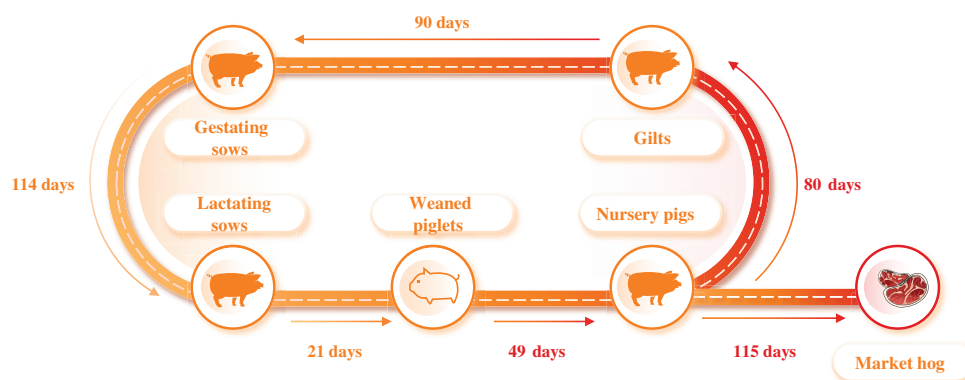 90 days
Gestating
sows
Gilts
114 days
80 days
Lactating
sows
Weaned
piglets
Nursery pigs
21 days
49 days
115 days
Market hog